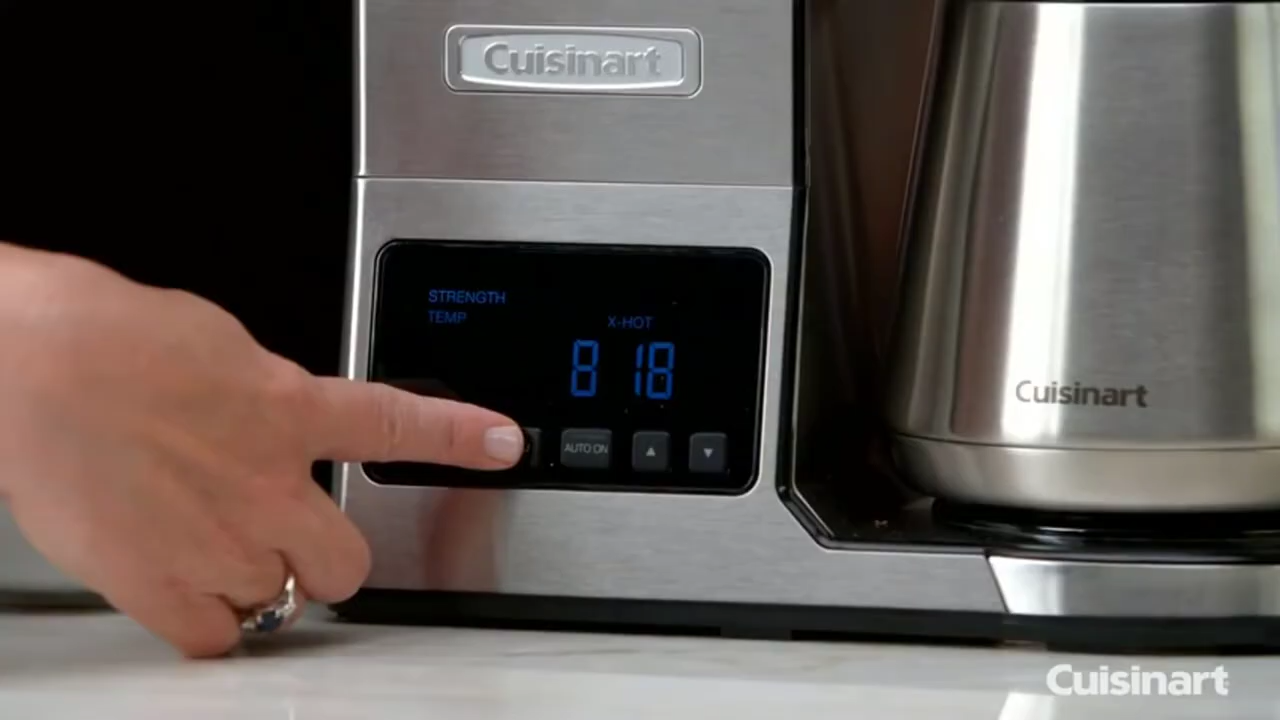 Cuisinart
STRENGTH
TEMP
X-HOT
8 18
AUTO ON
▲
▼
Cuisinart
Cuisinart